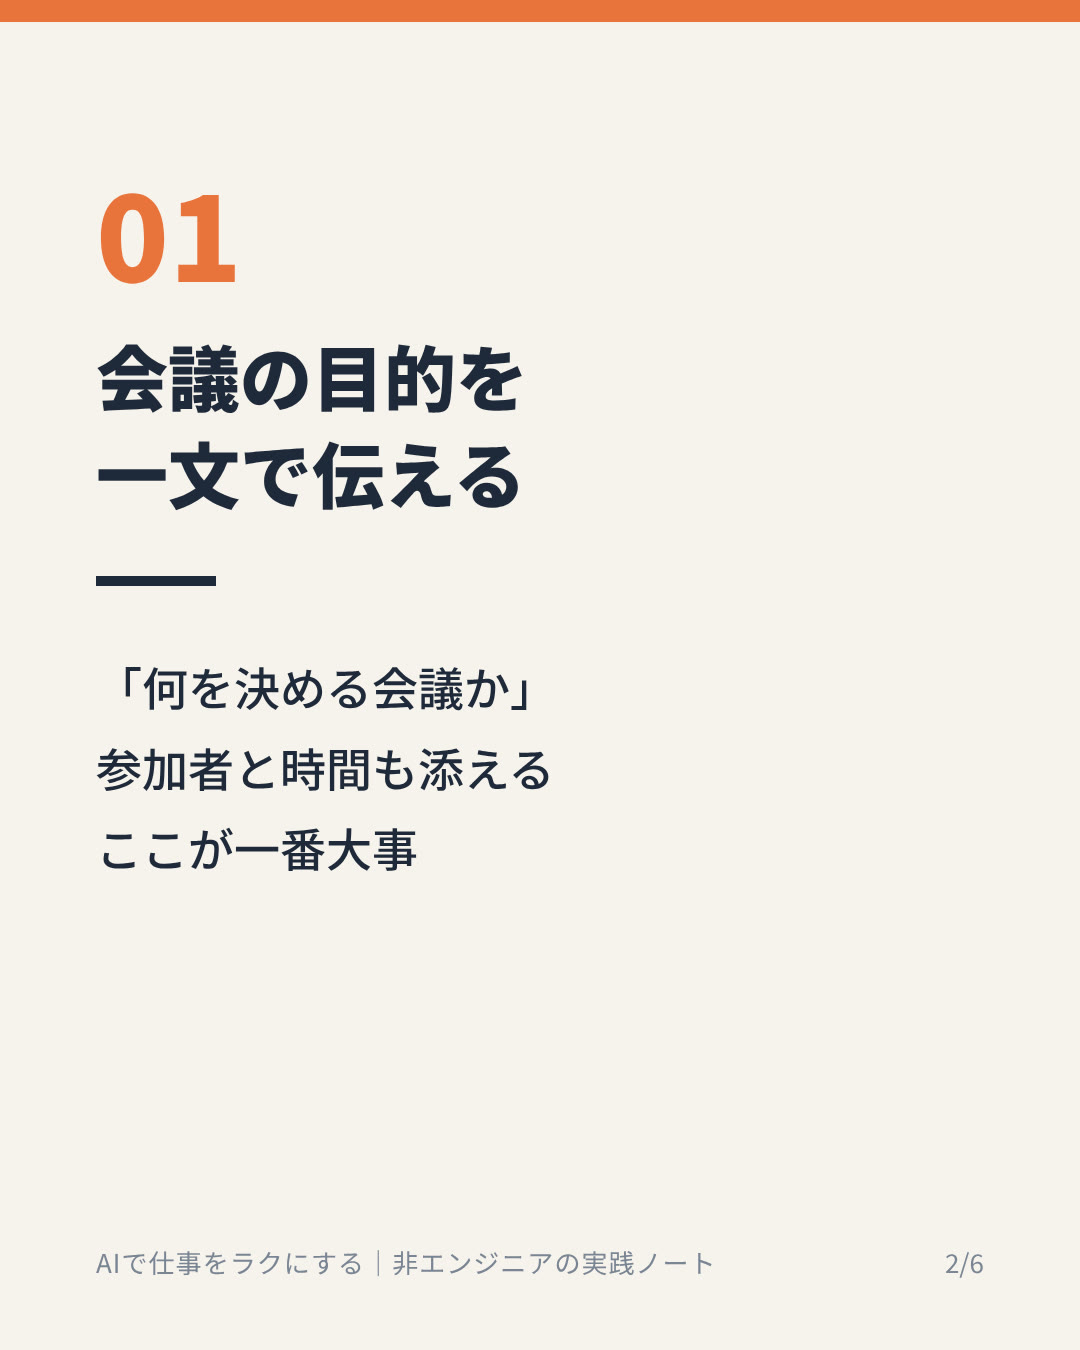 01
会議の目的を
一文で伝える
「何を決める会議か」
参加者と時間も添える
ここが一番大事
AIで仕事をラクにする｜非エンジニアの実践ノート
2/6